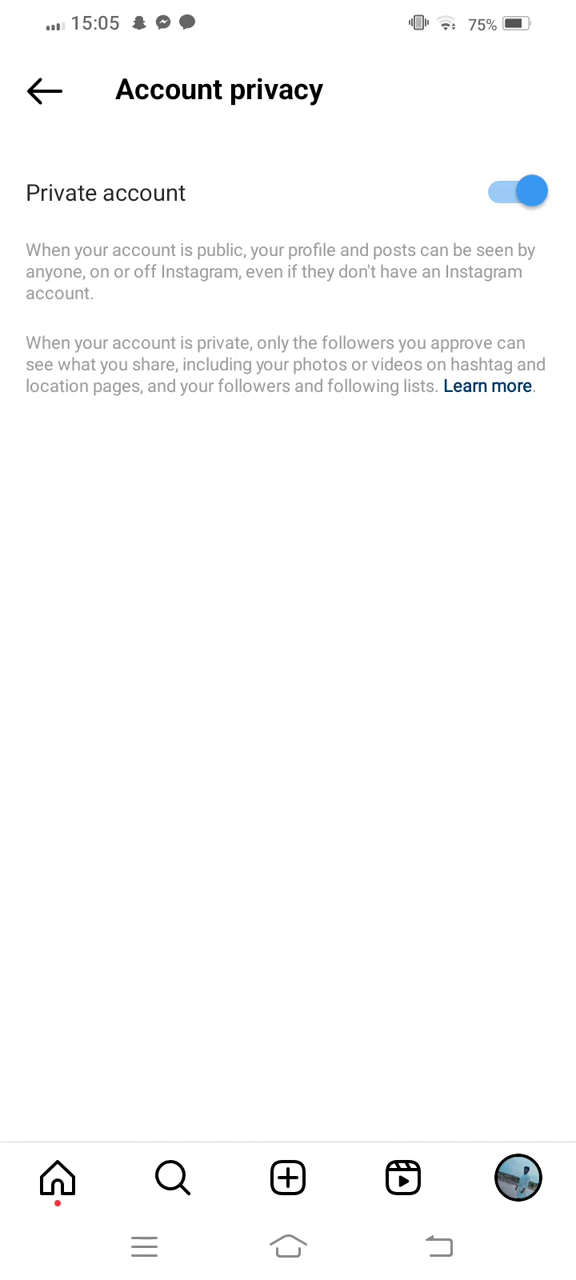 15:05 75%
Account privacy
Private account
When your account is public, your profile and posts can be seen by
anyone, on or off Instagram, even if they don't have an Instagram
account.
When your account is private, only the followers you approve can
see what you share, including your photos or videos on hashtag and
location pages, and your followers and following lists. Learn more.